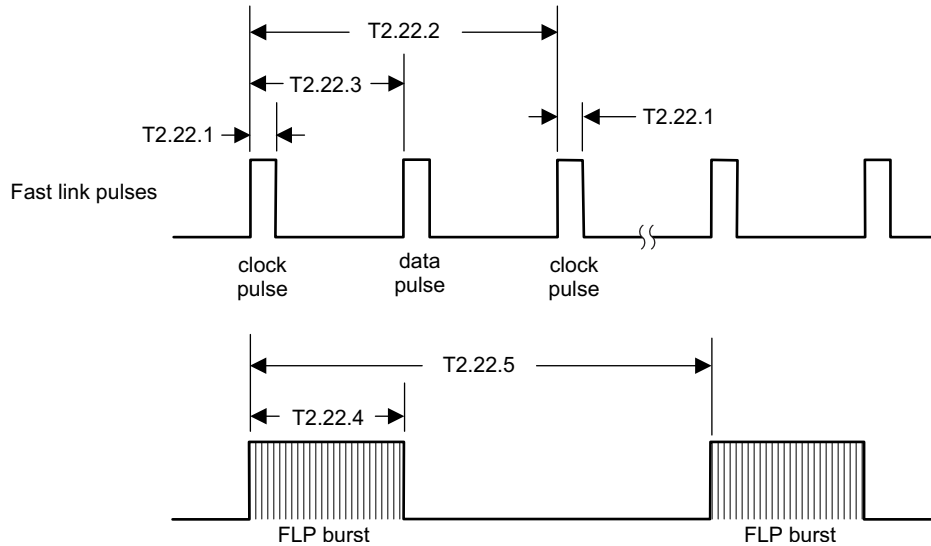 T2.22.2
T2.22.3
T2.22.1
T2.22.1
Fast link pulses
clock
pulse
data
pulse
clock
pulse
T2.22.5
T2.22.4
FLP burst
FLP burst